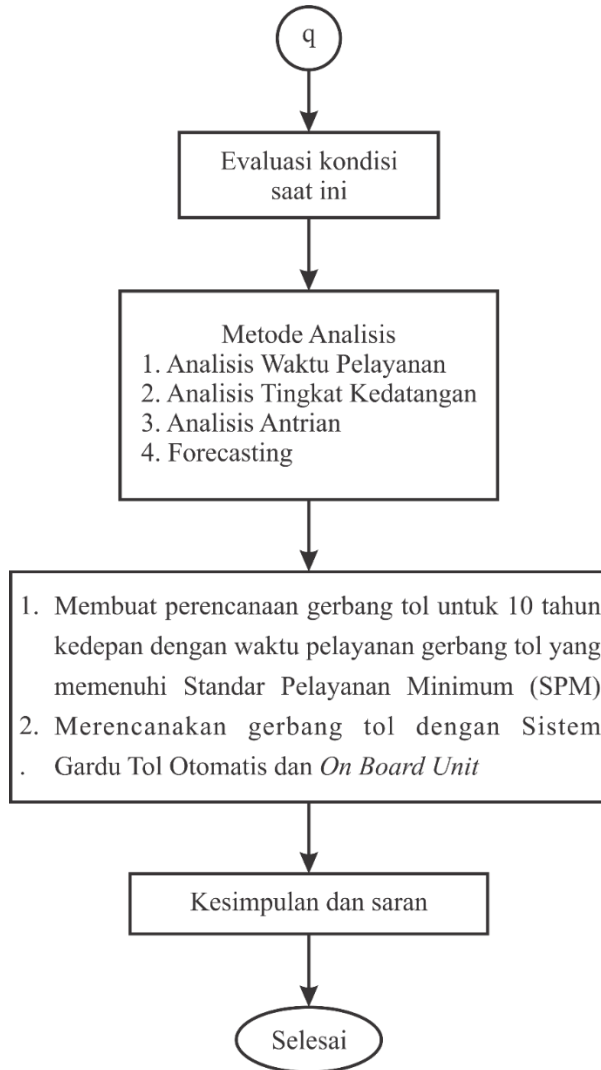 q
Evaluasi kondisi
saat ini
Metode Analisis
1. Analisis Waktu Pelayanan
2. Analisis Tingkat Kedatangan
3. Analisis Antrian
4. Forecasting
1. Membuat perencanaan gerbang tol untuk 10 tahun
kedepan dengan waktu pelayanan gerbang tol yang
memenuhi Standar Pelayanan Minimum (SPM)
2. Merencanakan gerbang tol dengan Sistem
. Gardu Tol Otomatis dan On Board Unit
Kesimpulan dan saran
Selesai